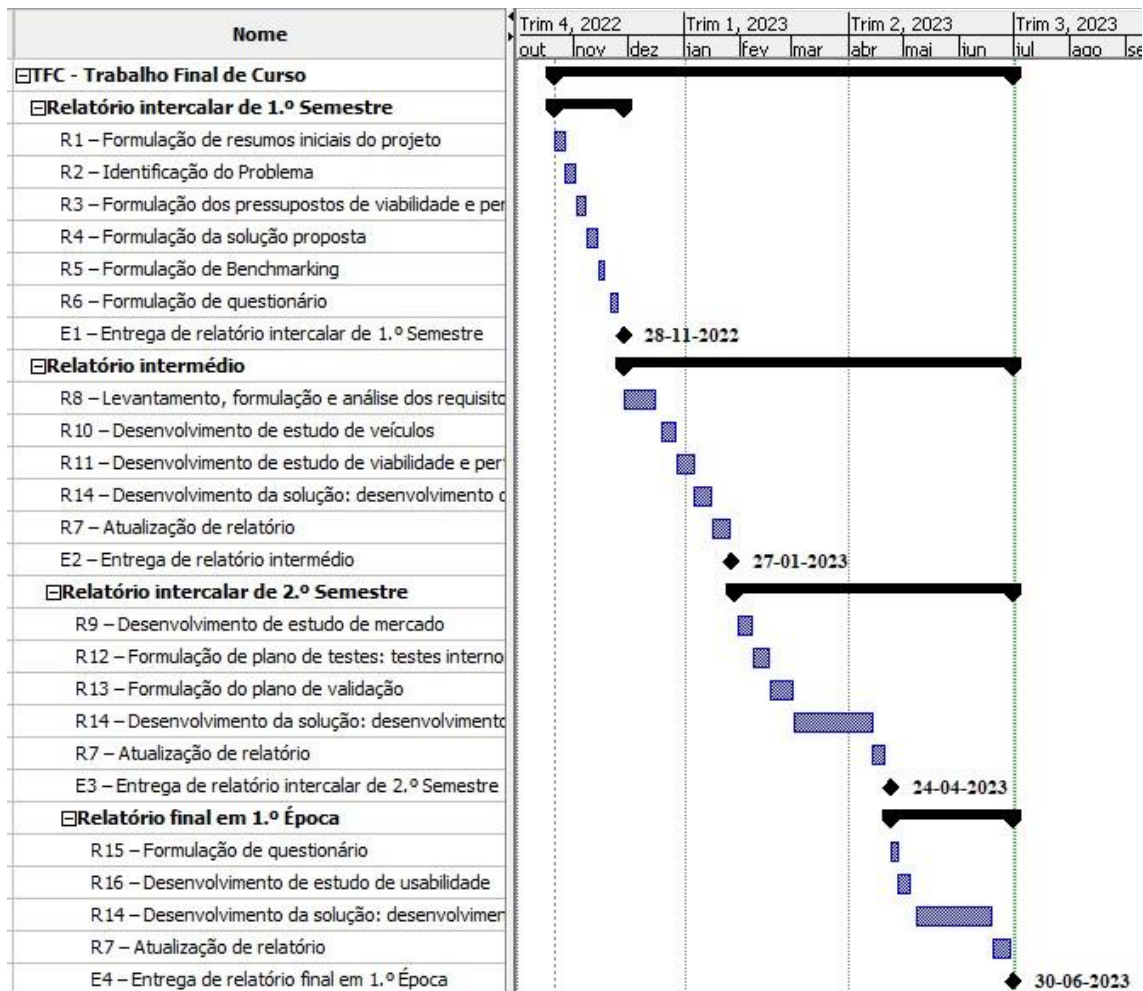 Nome
Trim 4, 2022 Trim 1, 2023 Trim 2, 2023 Trim 3, 2023
out nov dez jan fev mar abr mai jun jul ago se
TFC - Trabalho Final de Curso
Relatório intercalar de 1.º Semestre
R1 – Formulação de resumos iniciais do projeto
R2 – Identificação do Problema
R3 – Formulação dos pressupostos de viabilidade e per
R4 – Formulação da solução proposta
R5 – Formulação de Benchmarking
R6 – Formulação de questionário
E1 – Entrega de relatório intercalar de 1.º Semestre 28-11-2022
Relatório intermédio
R8 – Levantamento, formulação e análise dos requisito
R10 – Desenvolvimento de estudo de veículos
R11 – Desenvolvimento de estudo de viabilidade e per
R14 – Desenvolvimento da solução: desenvolvimento
R7 – Atualização de relatório
E2 – Entrega de relatório intermédio 27-01-2023
Relatório intercalar de 2.º Semestre
R9 – Desenvolvimento de estudo de mercado
R12 – Formulação de plano de testes: testes interno
R13 – Formulação do plano de validação
R14 – Desenvolvimento da solução: desenvolvimento
R7 – Atualização de relatório
E3 – Entrega de relatório intercalar de 2.º Semestre 24-04-2023
Relatório final em 1.º Época
R15 – Formulação de questionário
R16 – Desenvolvimento de estudo de usabilidade
R14 – Desenvolvimento da solução: desenvolvimen
R7 – Atualização de relatório
E4 – Entrega de relatório final em 1.º Época 30-06-2023